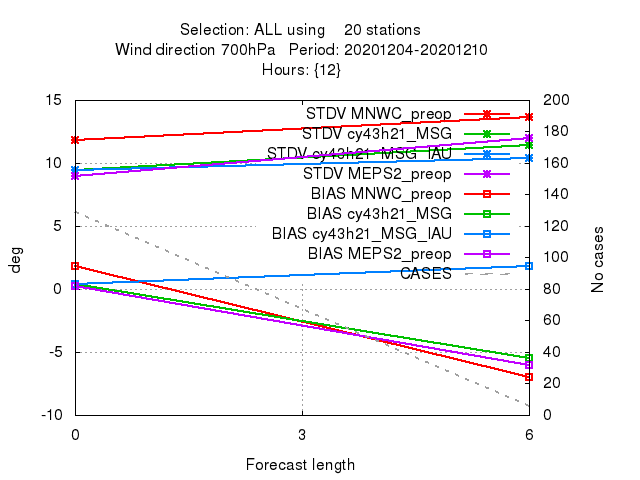 Selection: ALL using    20 stations
Wind direction 700hPa   Period: 20201204-20201210
Hours: {12}
15
10
5
0
-5
-10
deg
200
180
160
140
120
100
80
60
40
20
0
No cases
STDV MNWC_preop
STDV cy43h21_MSG
STDV cy43h21_MSG_IAU
STDV MEPS2_preop
BIAS MNWC_preop
BIAS cy43h21_MSG
BIAS cy43h21_MSG_IAU
BIAS MEPS2_preop
CASES
0 3 6
Forecast length